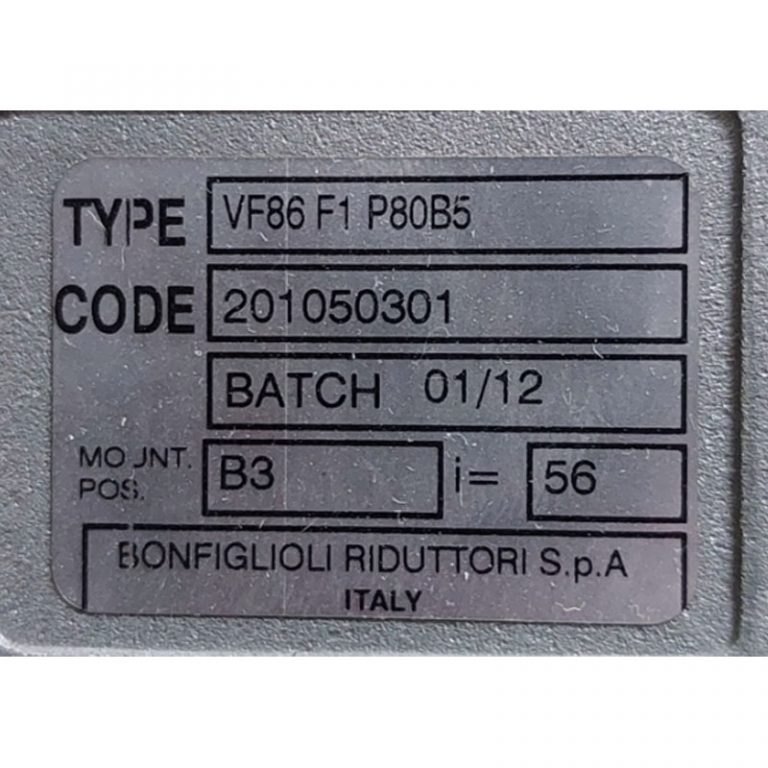 TYPE VF86 F1 P80B5
CODE 201050301
BATCH 01/12
MOUNT. POS. B3 i= 56
BONFIGLIOLI RIDUTTORI S.p.A
ITALY